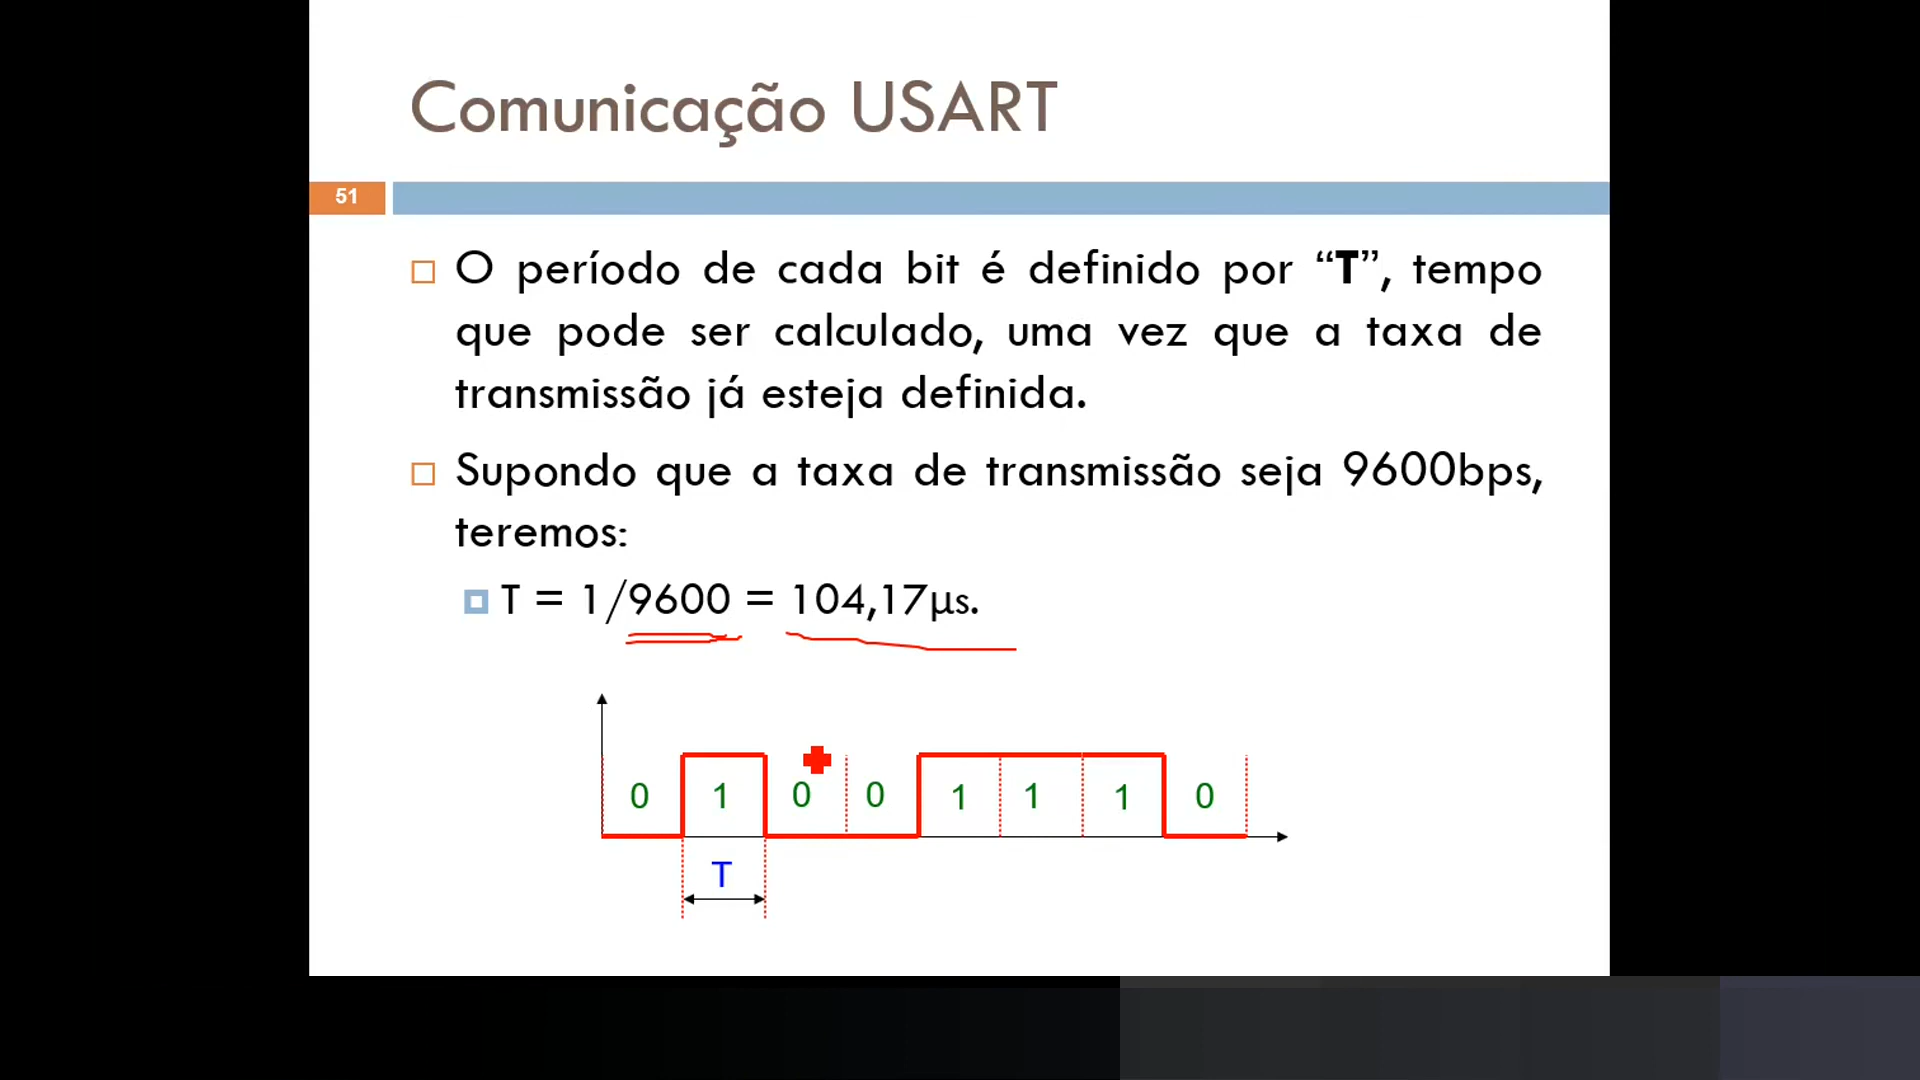 Comunicação USART
51
O período de cada bit é definido por “T”, tempo
que pode ser calculado, uma vez que a taxa de
transmissão já esteja definida.
Supondo que a taxa de transmissão seja 9600bps,
teremos:
T = 1/9600 = 104,17µs.
0 1 0 0 1 1 1 0
T